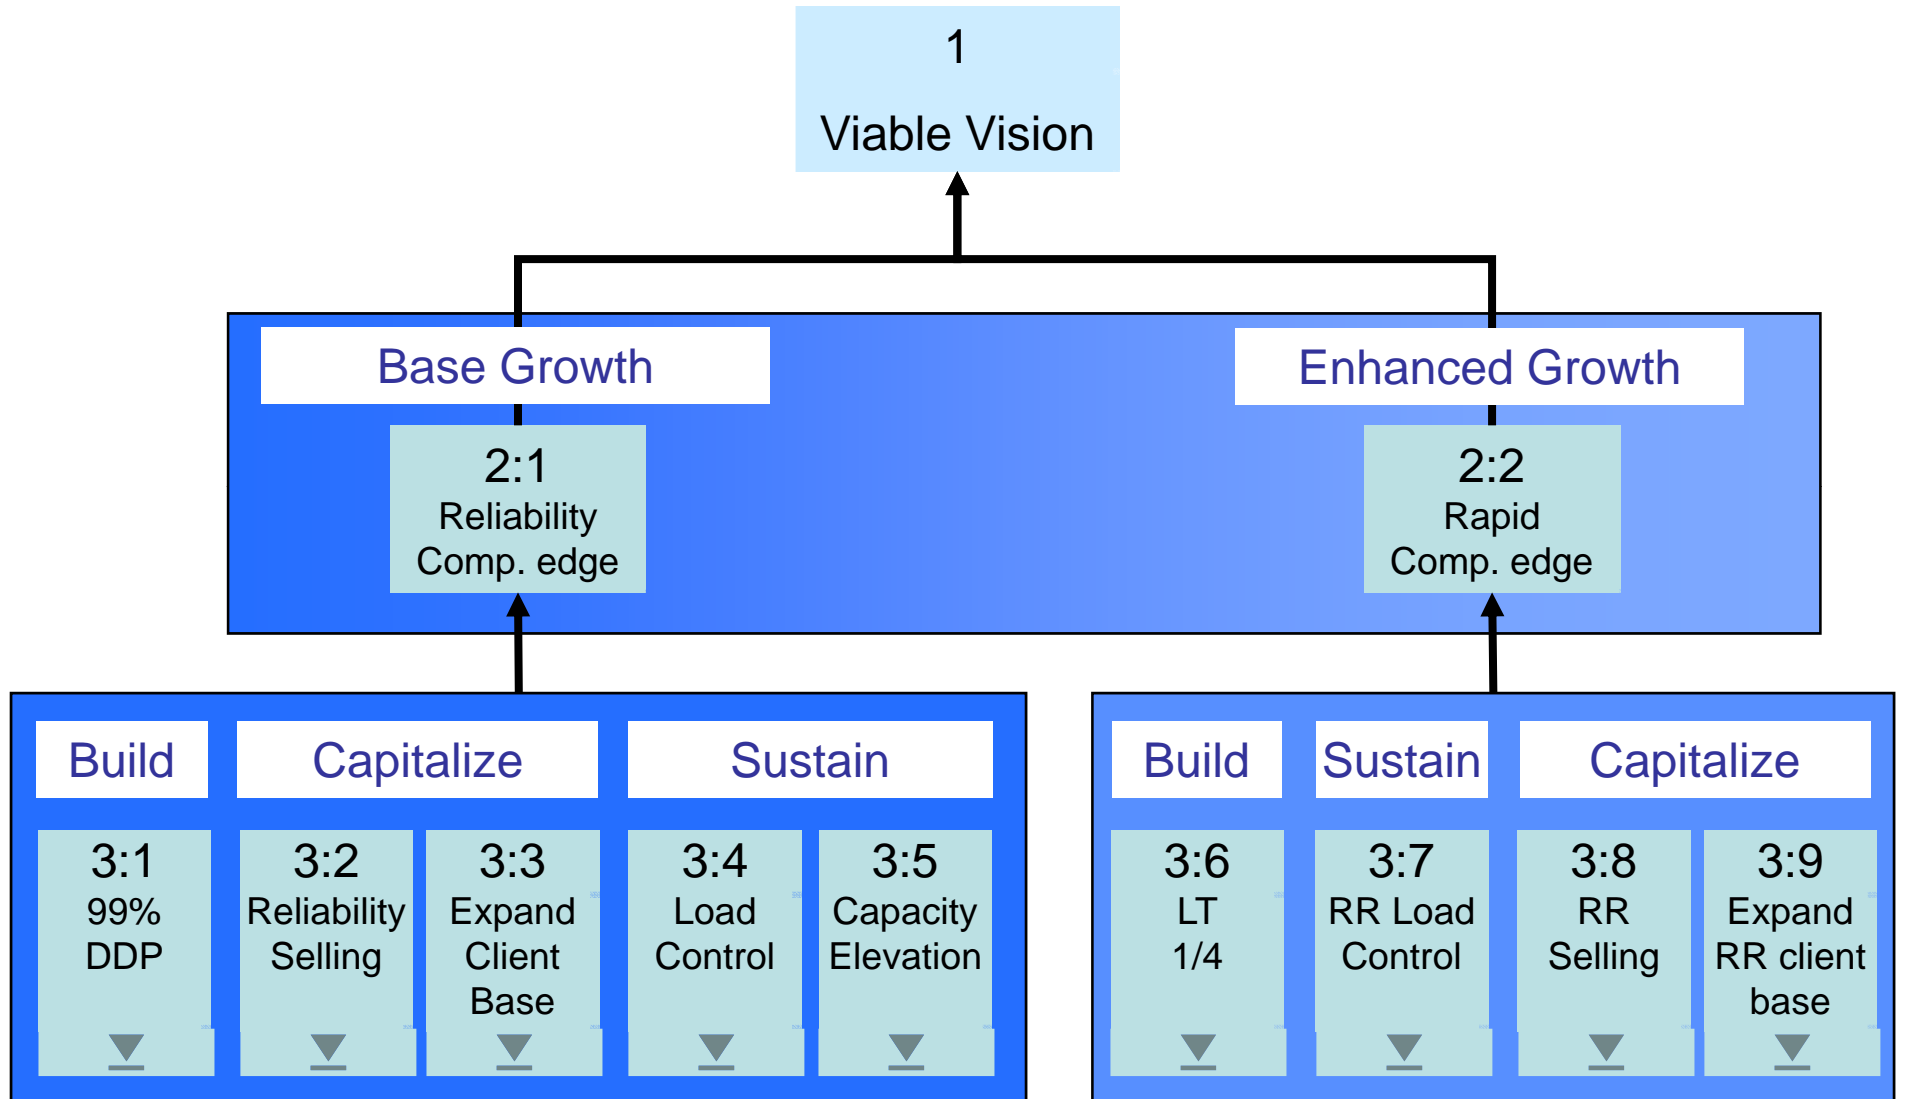 1
Viable Vision
Base Growth
Enhanced Growth
2:1
Reliability
Comp. edge
2:2
Rapid
Comp. edge
Build
Capitalize
Sustain
3:1
99%
DDP
3:2
Reliability
Selling
3:3
Expand
Client
Base
3:4
Load
Control
3:5
Capacity
Elevation
Build
Sustain
Capitalize
3:6
LT
1/4
3:7
RR Load
Control
3:8
RR
Selling
3:9
Expand
RR client
base